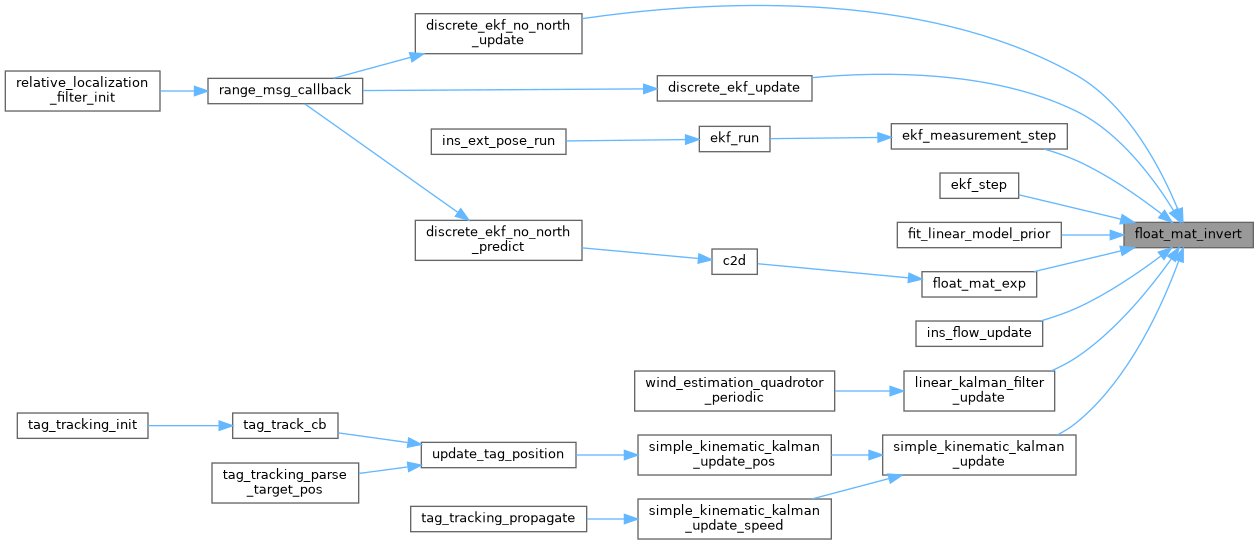 discrete_ekf_no_north
_update
relative_localization
_filter_init
range_msg_callback
discrete_ekf_update
ins_ext_pose_run
ekf_run
ekf_measurement_step
ekf_step
discrete_ekf_no_north
_predict
c2d
fit_linear_model_prior
float_mat_invert
float_mat_exp
ins_flow_update
wind_estimation_quadrotor
_periodic
linear_kalman_filter
_update
tag_tracking_init
tag_track_cb
update_tag_position
simple_kinematic_kalman
_update_pos
simple_kinematic_kalman
_update
tag_tracking_parse
_target_pos
tag_tracking_propagate
simple_kinematic_kalman
_update_speed